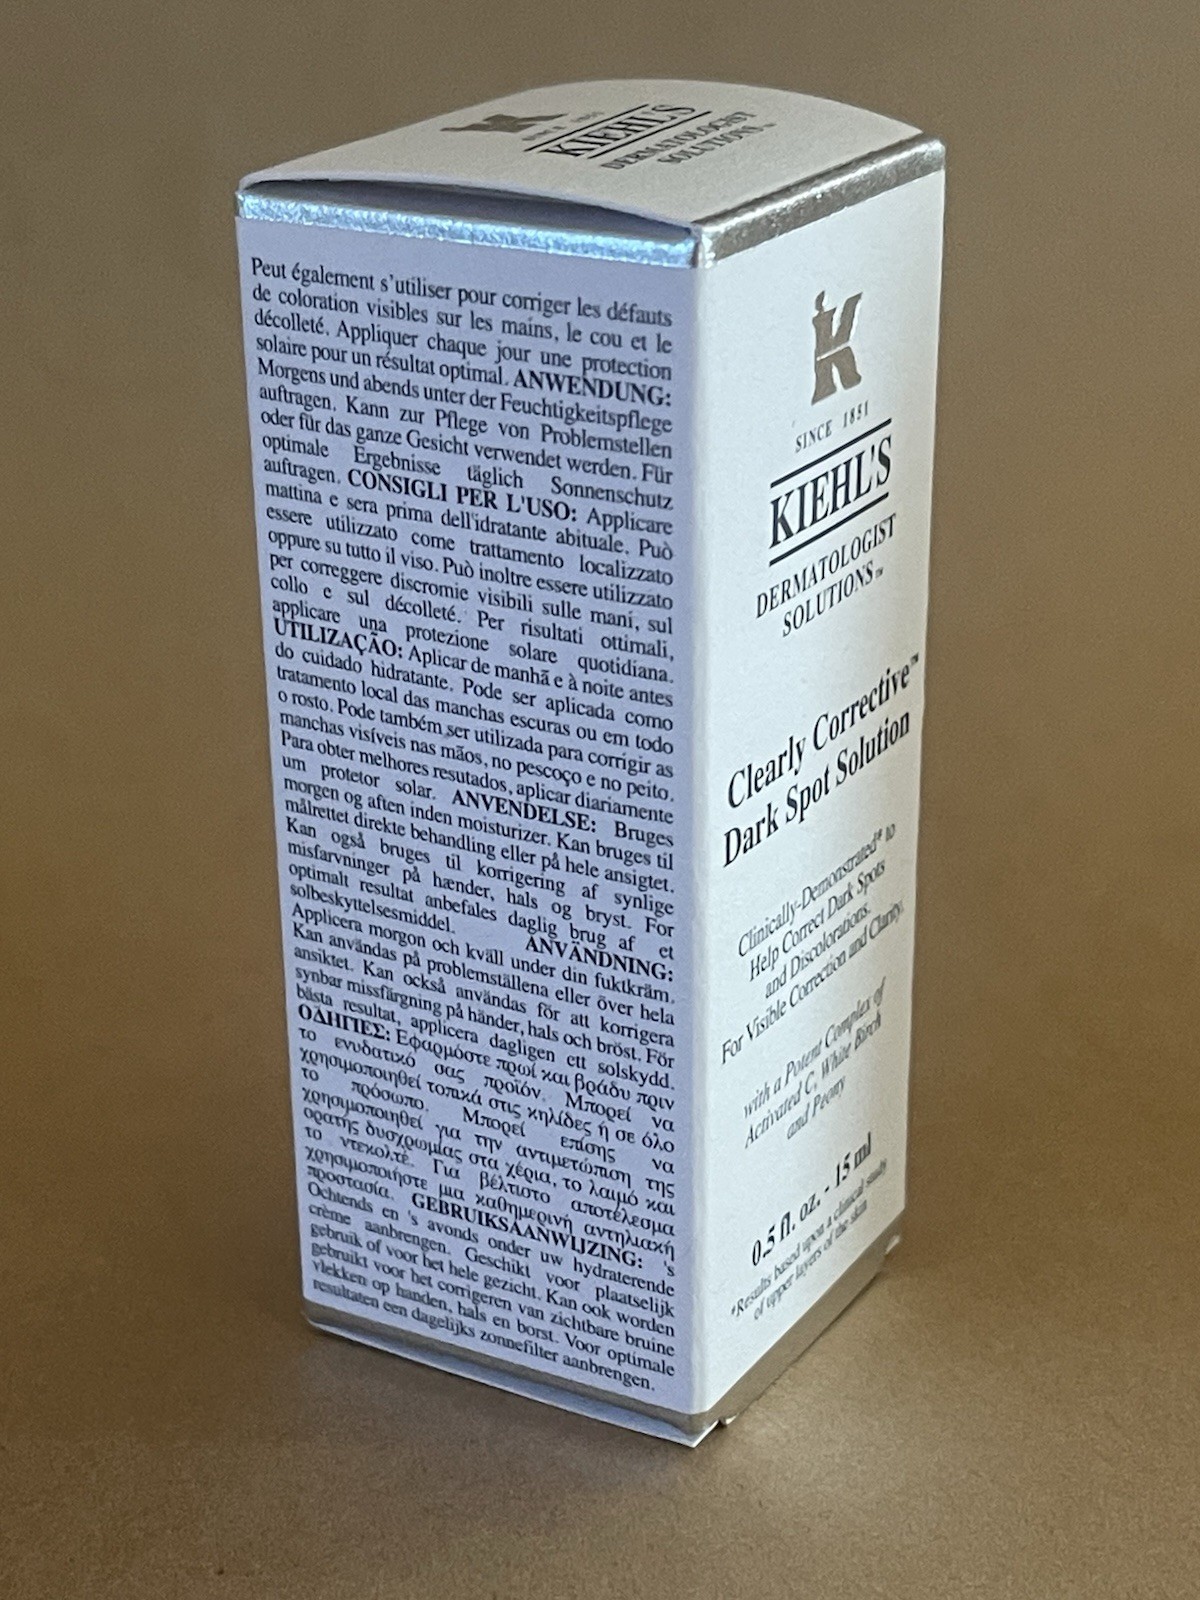 SINCE 1851
KIEHL'S
DERMATOLOGIST
SOLUTIONS™
Peut également s'utiliser pour corriger les défauts
de coloration visibles sur les mains, le cou et le
décolleté. Appliquer chaque jour une protection
solaire pour un résultat optimal. ANWENDUNG:
Morgens und abends unter der Feuchtigkeitspflege
auftragen. Kann zur Pflege von Problemstellen
oder für das ganze Gesicht verwendet werden. Für
optimale Ergebnisse täglich Sonnenschutz
auftragen. CONSIGLI PER L'USO: Applicare
mattina e sera prima dell'idratante abituale. Può
essere utilizzato come trattamento localizzato
oppure su tutto il viso. Può inoltre essere utilizzato
per correggere discromie visibili sulle mani, sul
collo e sul décolleté. Per risultati ottimali,
applicare una protezione solare quotidiana.
UTILIZAÇÃO: Aplicar de manhã e à noite antes
do cuidado hidratante. Pode ser aplicada como
tratamento local das manchas escuras ou em todo
o rosto. Pode também ser utilizada para corrigir as
manchas visíveis nas mãos, no pescoço e no peito.
Para obter melhores resutados, aplicar diariamente
um protetor solar. ANVENDELSE: Bruges
morgen og aften inden moisturizer. Kan bruges til
målrettet direkte behandling eller på hele ansigtet.
Kan også bruges til korrigering af synlige
misfarvninger på hænder, hals og bryst. For
optimalt resultat anbefales daglig brug af et
solbeskyttelsesmiddel. ANVÄNDNING:
Applicera morgon och kväll under din fuktkräm.
Kan användas på problemställena eller över hela
ansiktet. Kan också användas för att korrigera
synbar missfärgning på händer, hals och bröst. För
bästa resultat, applicera dagligen ett solskydd.
ΟΔΗΓΙΕΣ: Εφαρμόστε πρωί και βράδυ πριν
το ενυδατικό σας προϊόν. Μπορεί να
χρησιμοποιηθεί τοπικά στις κηλίδες ή σε όλο
το πρόσωπο. Μπορεί επίσης να
χρησιμοποιηθεί για την αντιμετώπιση της
ορατής δυσχρωμίας στα χέρια, το λαιμό και
το ντεκολτέ. Για βέλτιστο αποτέλεσμα
χρησιμοποιήστε μια καθημερινή αντηλιακή
προστασία. GEBRUIKSAANWIJZING: 's
Ochtends en 's avonds onder uw hydraterende
crème aanbrengen. Geschikt voor plaatselijk
gebruik of voor het hele gezicht. Kan ook worden
gebruikt voor het corrigeren van zichtbare bruine
vlekken op handen, hals en borst. Voor optimale
resultaten een dagelijks zonnefilter aanbrengen.
SINCE 1851
KIEHL'S
DERMATOLOGIST
SOLUTIONS™
Clearly Corrective™
Dark Spot Solution
Clinically-Demonstrated* to
Help Correct Dark Spots
and Discolorations.
For Visible Correction and Clarity.
with a Potent Complex of
Activated C, White Birch
and Peony
0.5 fl. oz. - 15 ml
*Results based upon a clinical study
of upper layers of the skin